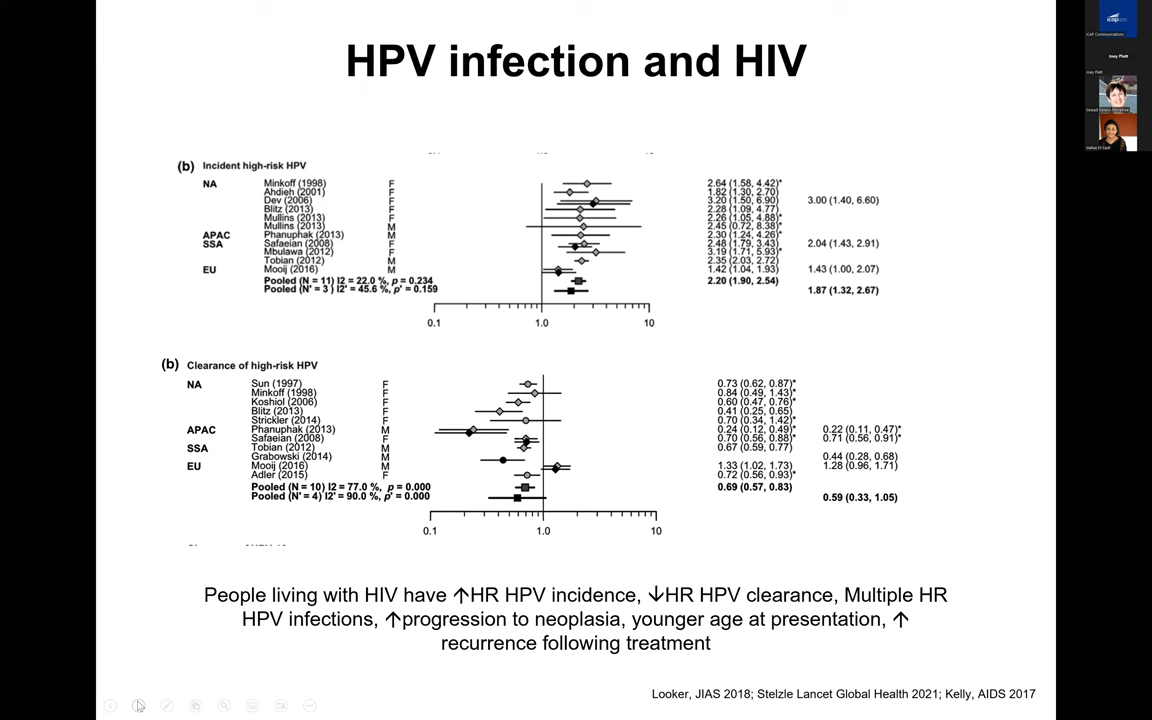 HPV infection and HIV
(b) Incident high-risk HPV
NA Minkoff (1998) F 2.64 (1.58, 4.42)*
Ahdieh (2001) F 1.82 (1.30, 2.70)
Dev (2006) F 3.20 (1.50, 6.90) 3.00 (1.40, 6.60)
Blitz (2013) F 2.28 (1.09, 4.77)
Mullins (2013) F 2.26 (1.05, 4.88)*
Mullins (2013) M 2.45 (0.72, 8.38)*
APAC Phanuphak (2013) M 2.30 (1.24, 4.26)*
SSA Safaeian (2008) F 2.48 (1.79, 3.43) 2.04 (1.43, 2.91)
Mbulawa (2012) F 3.19 (1.71, 5.93)*
Tobian (2012) M 2.35 (2.03, 2.72)
EU Mooij (2016) M 1.42 (1.04, 1.93) 1.43 (1.00, 2.07)
Pooled (N = 11) I2 = 22.0 %, p = 0.234 2.20 (1.90, 2.54)
Pooled (N' = 3 ) I2' = 45.6 %, p' = 0.159 1.87 (1.32, 2.67)
0.1 1.0 10
(b) Clearance of high-risk HPV
NA Sun (1997) F 0.73 (0.62, 0.87)*
Minkoff (1998) F 0.84 (0.49, 1.43)*
Koshiol (2006) F 0.60 (0.47, 0.76)*
Blitz (2013) F 0.41 (0.25, 0.65)
Strickler (2014) F 0.70 (0.34, 1.42)*
APAC Phanuphak (2013) M 0.24 (0.12, 0.49)* 0.22 (0.11, 0.47)*
Safaeian (2008) F 0.70 (0.56, 0.88)* 0.71 (0.56, 0.91)*
SSA Tobian (2012) M 0.67 (0.59, 0.77)
Grabowski (2014) M 0.44 (0.28, 0.68)
EU Mooij (2016) M 1.33 (1.02, 1.73) 1.28 (0.96, 1.71)
Adler (2015) F 0.72 (0.56, 0.93)*
Pooled (N = 10) I2 = 77.0 %, p = 0.000 0.69 (0.57, 0.83)
Pooled (N' = 4) I2' = 90.0 %, p' = 0.000 0.59 (0.33, 1.05)
0.1 1.0 10
People living with HIV have ↑HR HPV incidence, ↓HR HPV clearance, Multiple HR
HPV infections, ↑progression to neoplasia, younger age at presentation, ↑
recurrence following treatment
Looker, JIAS 2018; Stelzle Lancet Global Health 2021; Kelly, AIDS 2017
icap
ICAP Communications
Joey Platt
Joey Platt
Wafaa El-Sadr